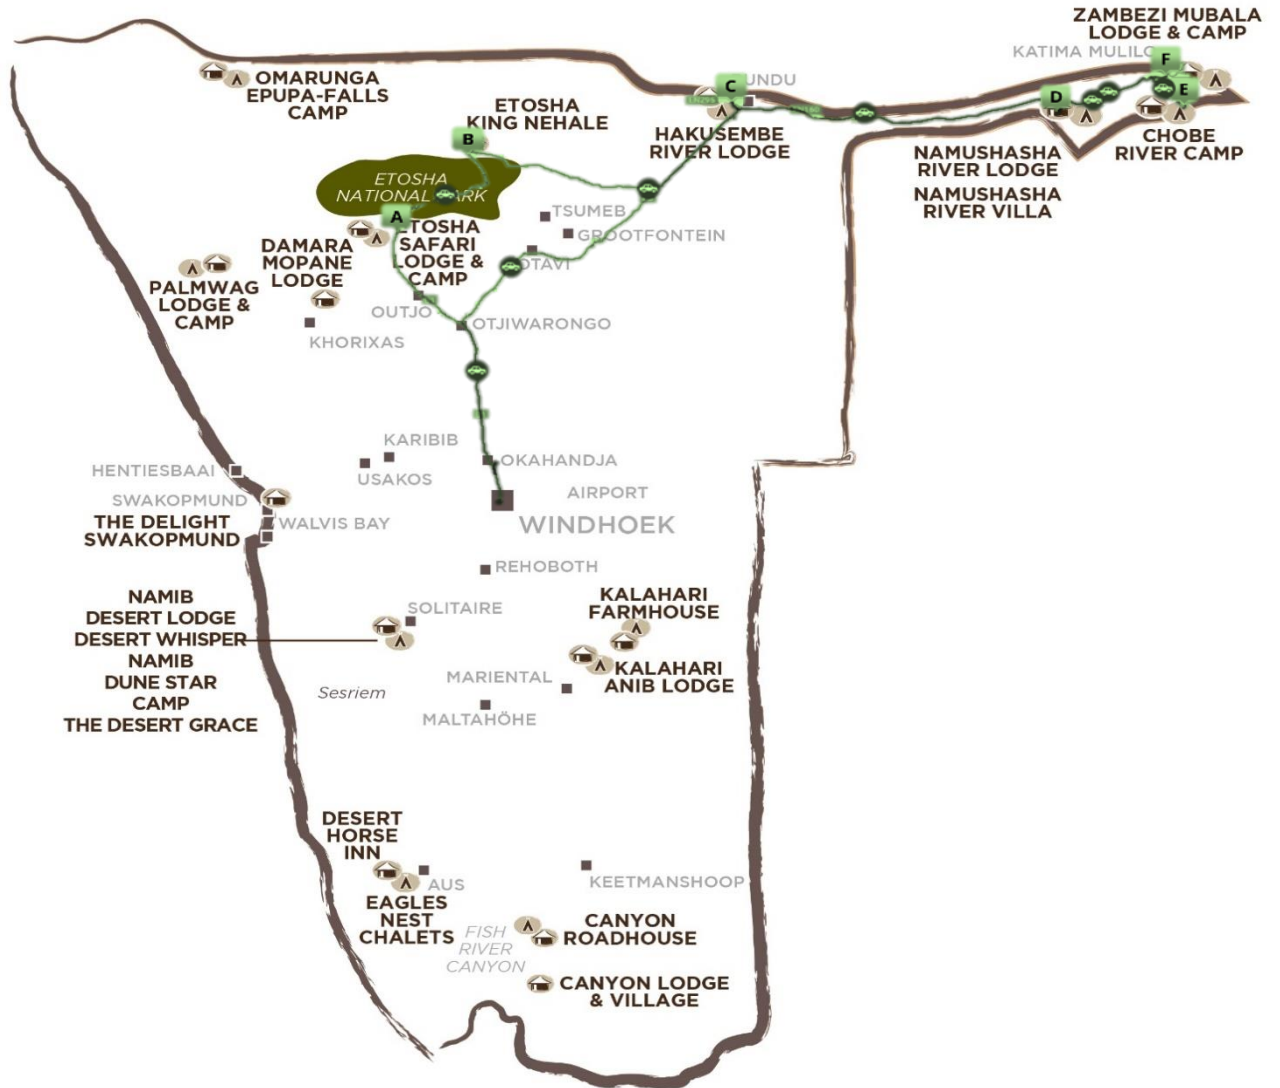 ZAMBEZI MUBALA
LODGE & CAMP
KATIMA MULILO
F
E
D
CHOBE
RIVER CAMP
NAMUSHASHA
RIVER LODGE
NAMUSHASHA
RIVER VILLA
OMARUNGA
EPUPA-FALLS
CAMP
ETOSHA
KING NEHALE
B
C
UNDU
HAKUSEMBE
RIVER LODGE
ETOSHA
NATIONAL PARK
A
ETOSHA
SAFARI
LODGE &
CAMP
TSUMEB
GROOTFONTEIN
OTAVI
DAMARA
MOPANE
LODGE
PALMWAG
LODGE &
CAMP
OUTJO
OTJIWARONGO
KHORIXAS
KARIBIB
USAKOS
OKAHANDJA
AIRPORT
WINDHOEK
HENTIESBAAI
SWAKOPMUND
WALVIS BAY
THE DELIGHT
SWAKOPMUND
REHOBOTH
NAMIB
DESERT LODGE
DESERT WHISPER
NAMIB
DUNE STAR
CAMP
THE DESERT GRACE
SOLITAIRE
Sesriem
KALAHARI
FARMHOUSE
KALAHARI
ANIB LODGE
MARIENTAL
MALTAHÖHE
DESERT
HORSE
INN
AUS
EAGLES
NEST
CHALETS
KEETMANSHOOP
FISH
RIVER
CANYON
CANYON
ROADHOUSE
CANYON LODGE
& VILLAGE